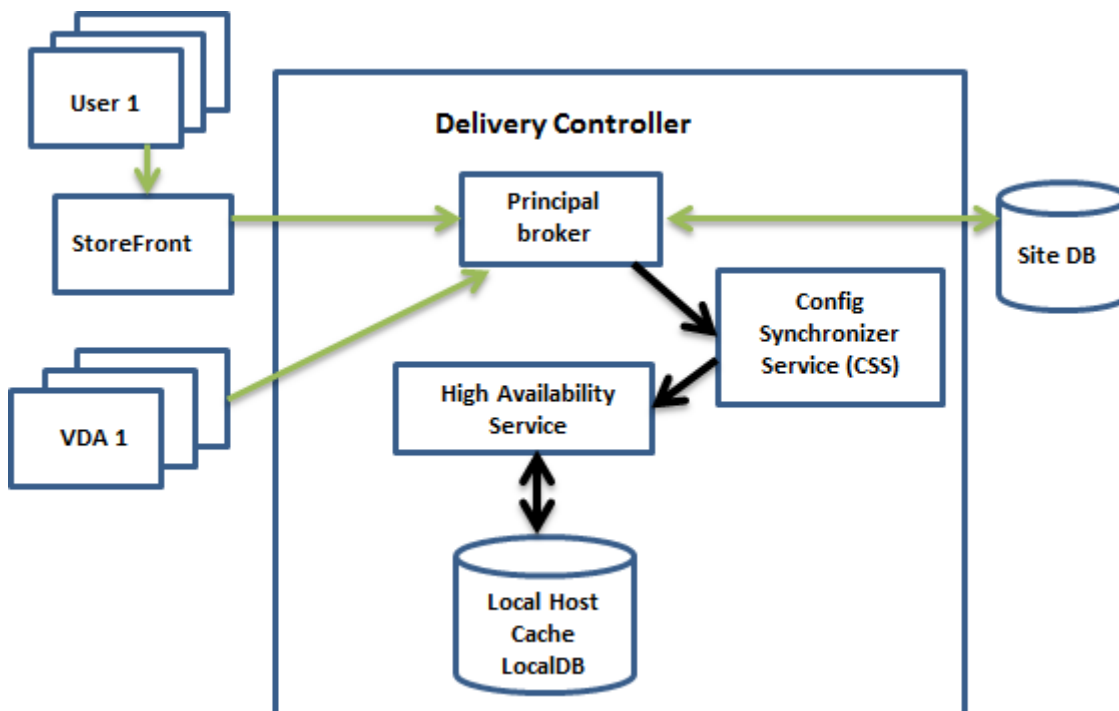 User 1
Delivery Controller
StoreFront
Principal
broker
Site DB
Config
Synchronizer
Service (CSS)
High Availability
Service
VDA 1
Local Host
Cache
LocalDB